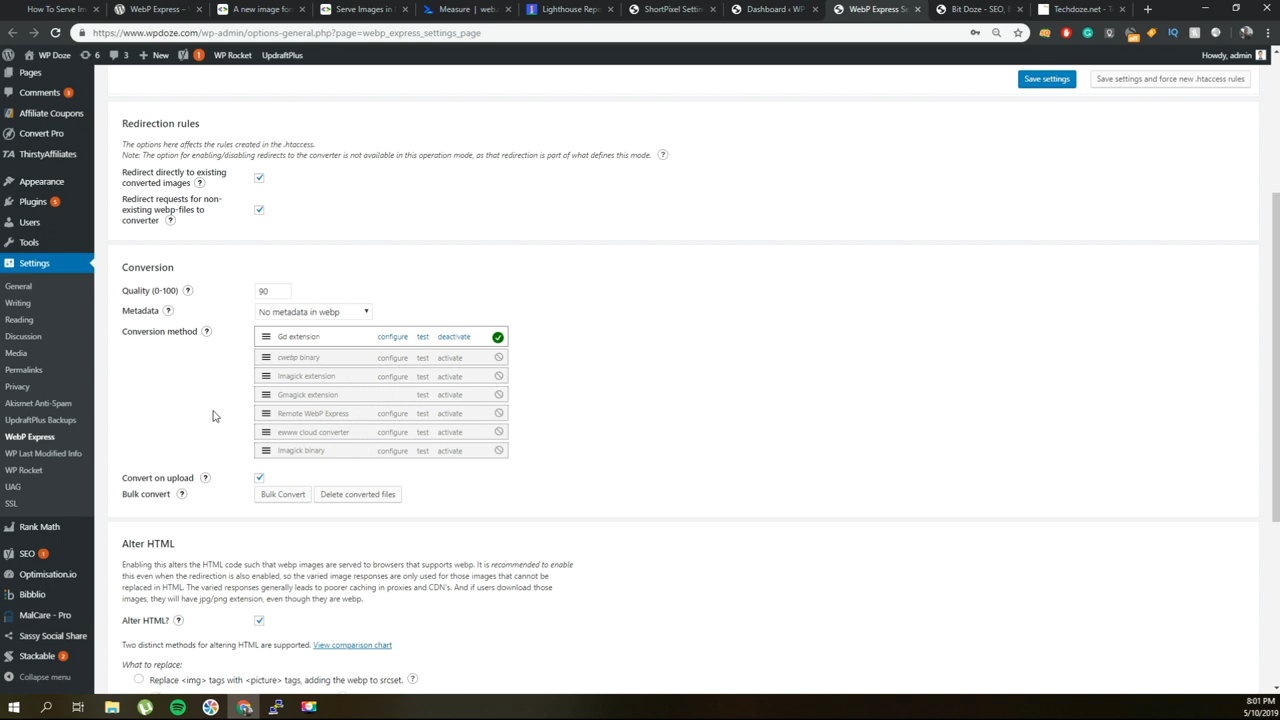 How To Serve Im
WebP Express –
A new image for
Serve Images in
Measure | web.
Lighthouse Repo
ShortPixel Settin
Dashboard ‹ WP
WebP Express Se
Bit Doze - SEO,
Techdoze.net - T
https://www.wpdoze.com/wp-admin/options-general.php?page=webp_express_settings_page
WP Doze
6
3
New
1
WP Rocket
UpdraftPlus
Howdy, admin
Pages
Comments 3
Affiliate Coupons
Convert Pro
ThirstyAffiliates
Appearance
Plugins 5
Users
Tools
Settings
General
Writing
Reading
Discussion
Media
Permalinks
Privacy
Akismet Anti-Spam
UpdraftPlus Backups
WebP Express
WP Last Modified Info
WP Rocket
UAG
SSL
Rank Math
SEO 1
Optimisation.io
Bibblio
MalCare - Pro
Sassy Social Share
Stackable 2
Collapse menu
Save settings
Save settings and force new .htaccess rules
Redirection rules
The options here affects the rules created in the .htaccess.
Note: The option for enabling/disabling redirects to the converter is not available in this operation mode, as that redirection is part of what defines this mode. ?
Redirect directly to existing
converted images ?
Redirect requests for non-
existing webp-files to
converter ?
Conversion
Quality (0-100) ? 90
Metadata ? No metadata in webp
Conversion method ?
Gd extension configure test deactivate
cwebp binary configure test activate
Imagick extension configure test activate
Gmagick extension test activate
Remote WebP Express configure test activate
ewww cloud converter configure test activate
Imagick binary configure test activate
Convert on upload ?
Bulk convert ? Bulk Convert Delete converted files
Alter HTML
Enabling this alters the HTML code such that webp images are served to browsers that supports webp. It is recommended to enable
this even when the redirection is also enabled, so the varied image responses are only used for those images that cannot be
replaced in HTML. The varied responses generally leads to poorer caching in proxies and CDN's. And if users download those
images, they will have jpg/png extension, even though they are webp.
Alter HTML? ?
Two distinct methods for altering HTML are supported. View comparison chart
What to replace:
Replace <img> tags with <picture> tags, adding the webp to srcset. ?
8:01 PM
5/10/2019